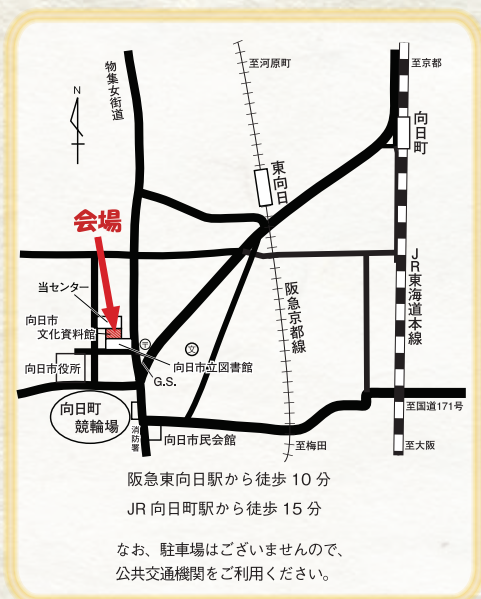 物集女街道
至河原町
至京都
N
向日町
東向日
会場
JR東海道本線
当センター
阪急京都線
向日市
文化資料館
〒
文
向日市立図書館
向日市役所
G.S.
向日町
競輪場
至国道171号
消防署
向日市民会館
至梅田
至大阪
阪急東向日駅から徒歩 10 分
JR 向日町駅から徒歩 15 分
なお、駐車場はございませんので、
公共交通機関をご利用ください。